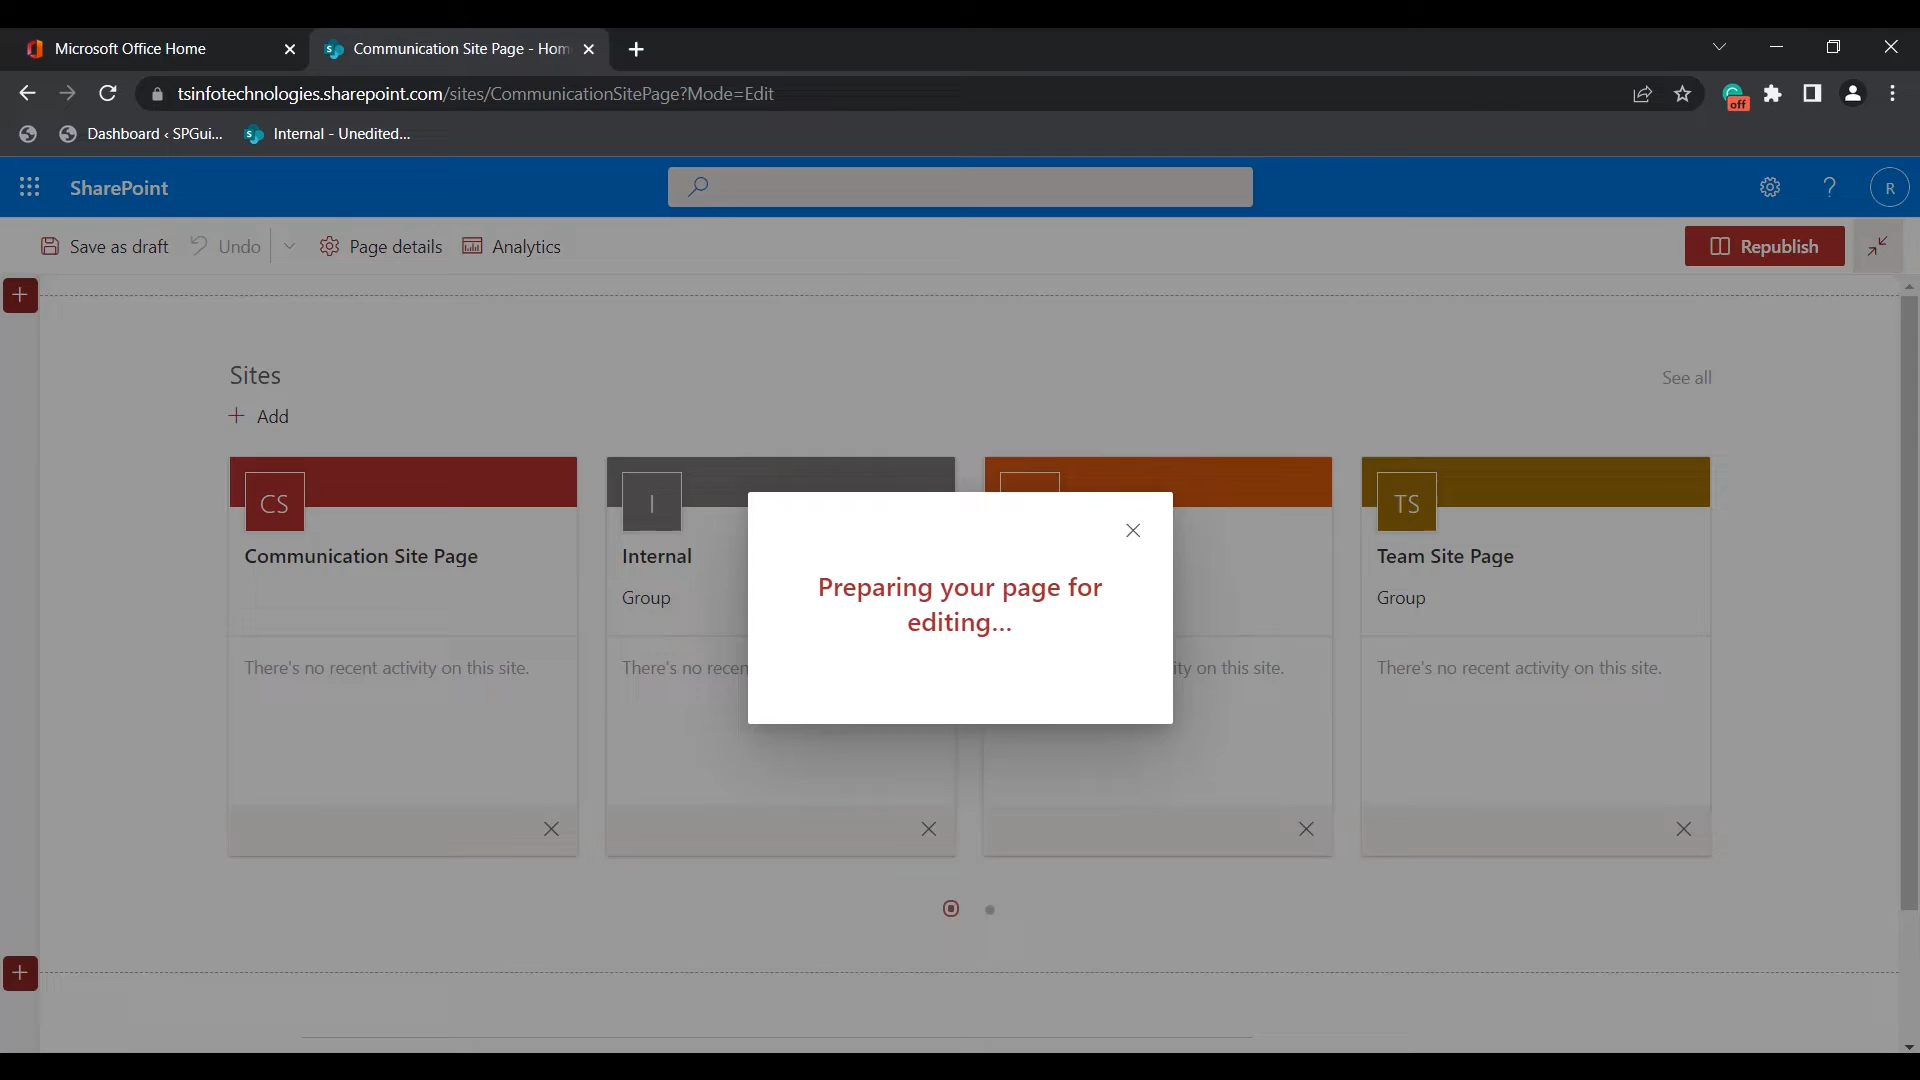 Microsoft Office Home
Communication Site Page - Hom
tsinfotechnologies.sharepoint.com/sites/CommunicationSitePage?Mode=Edit
off
Dashboard ‹ SPGui...
Internal - Unedited...
SharePoint
?
R
Save as draft
Undo
Page details
Analytics
Republish
Sites
See all
Add
CS
I
TS
Communication Site Page
Internal
Team Site Page
Group
Group
Preparing your page for
editing...
There's no recent activity on this site.
There's no recen
ity on this site.
There's no recent activity on this site.